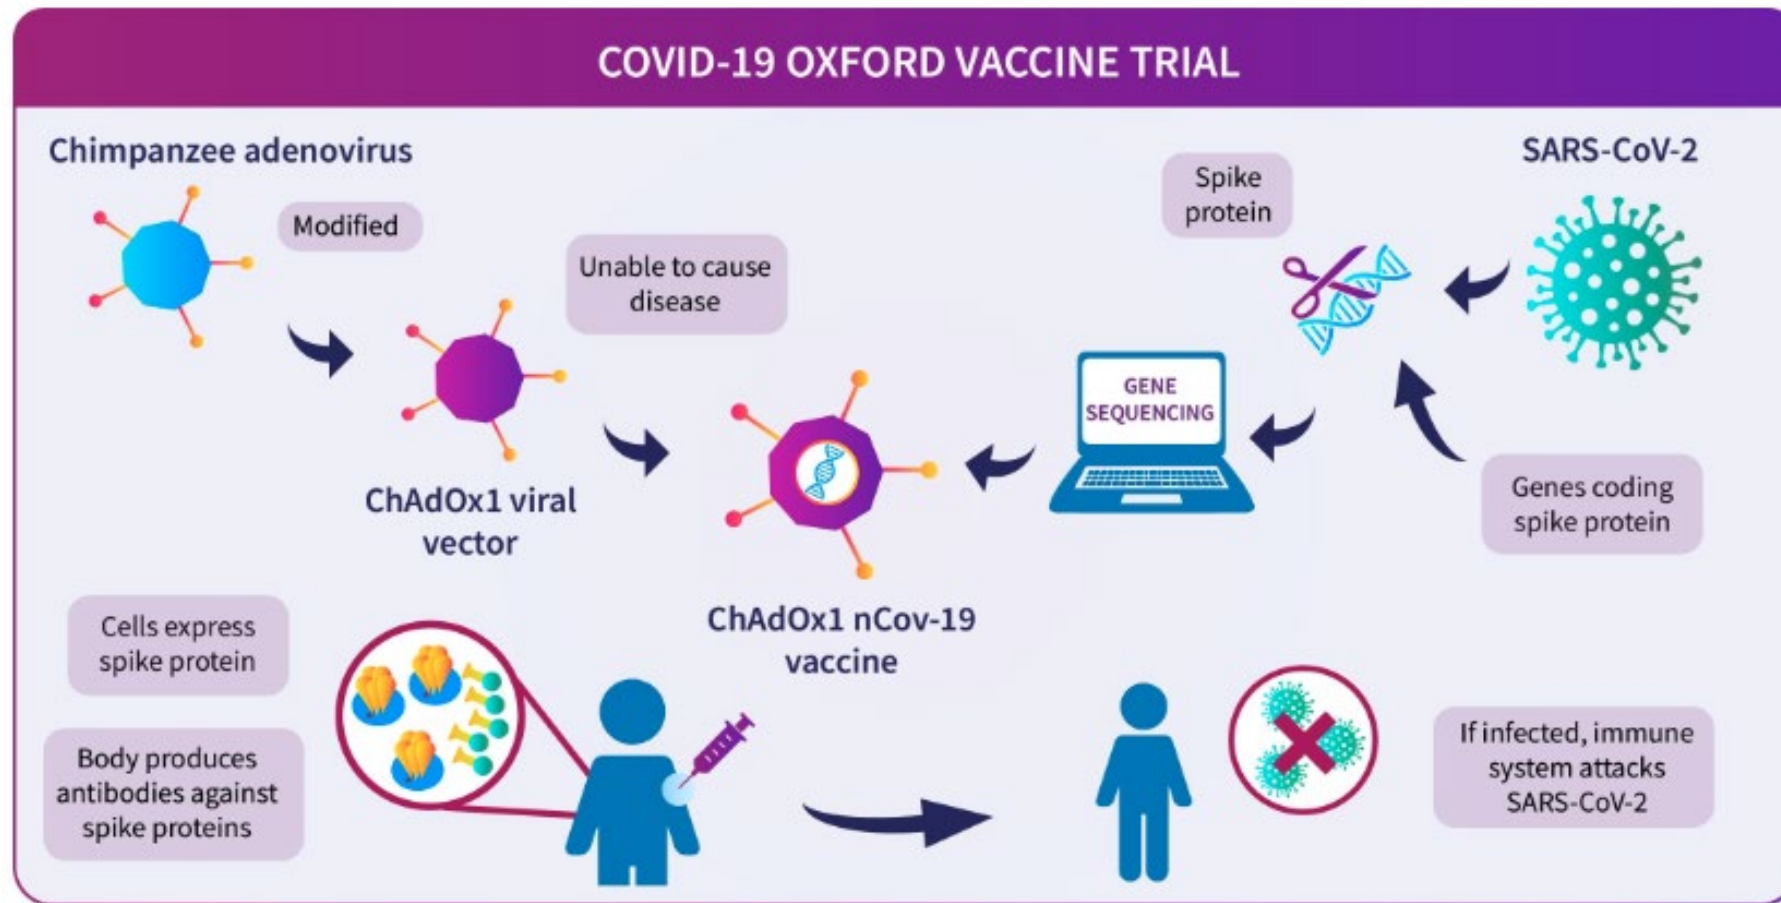 COVID-19 OXFORD VACCINE TRIAL
Chimpanzee adenovirus
Modified
Unable to cause
disease
Spike
protein
SARS-CoV-2
GENE
SEQUENCING
Genes coding
spike protein
ChAdOx1 viral
vector
ChAdOx1 nCov-19
vaccine
Cells express
spike protein
Body produces
antibodies against
spike proteins
If infected, immune
system attacks
SARS-CoV-2